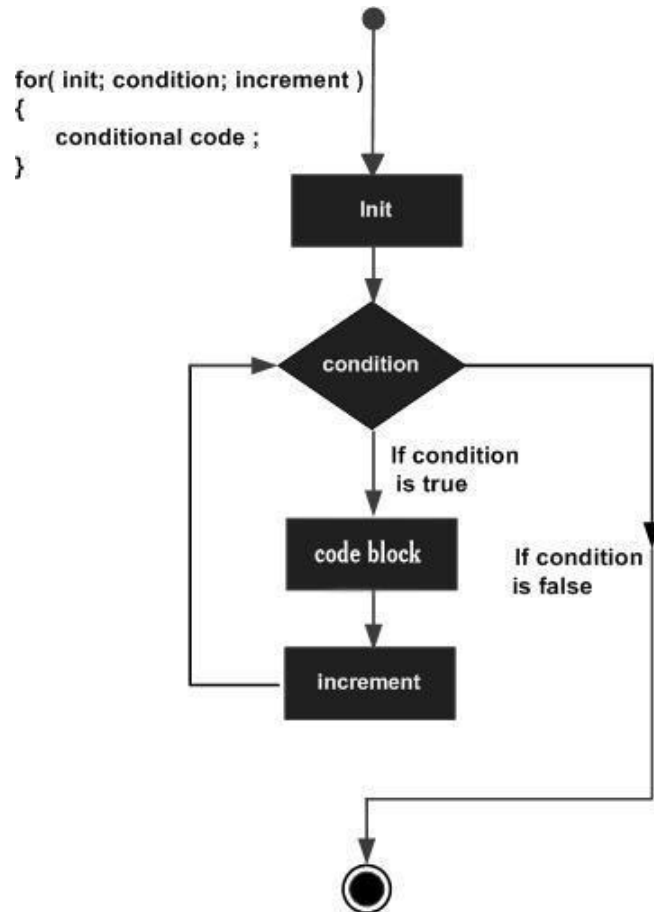 for( init; condition; increment )
{
conditional code ;
}
Init
condition
If condition
is true
code block
If condition
is false
increment